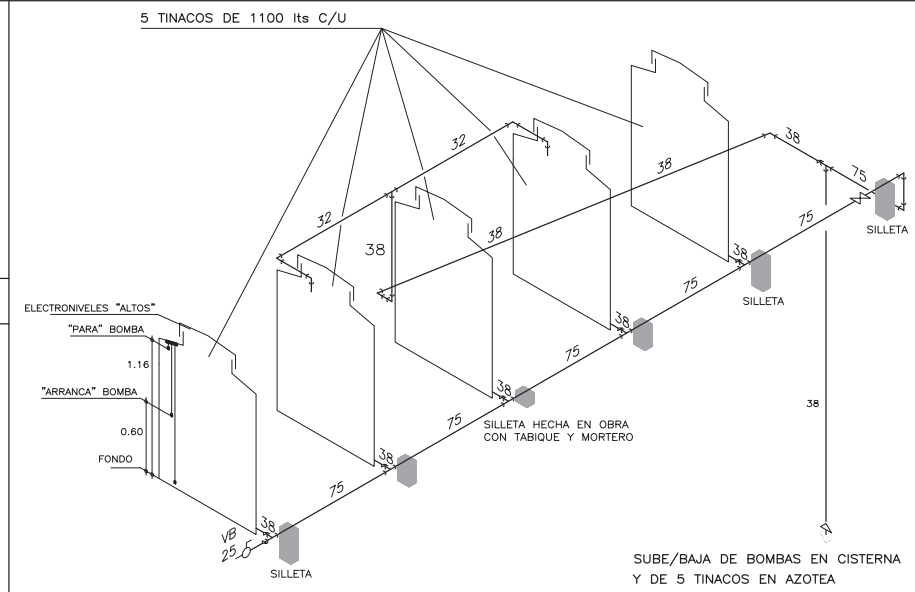 5 TINACOS DE 1100 lts C/U
38
32
38
75
32
38
75
SILLETA
38
38
38
SILLETA
ELECTRONIVELES "ALTOS"
"PARA" BOMBA
75
38
1.16
75
"ARRANCA" BOMBA
38
38
0.60
75
SILLETA HECHA EN OBRA
CON TABIQUE Y MORTERO
FONDO
38
75
38
VB
25
SILLETA
SUBE/BAJA DE BOMBAS EN CISTERNA
Y DE 5 TINACOS EN AZOTEA